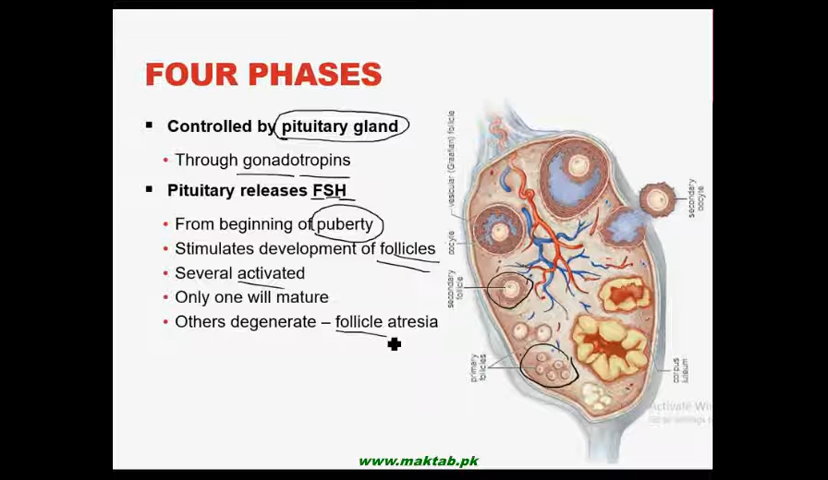 FOUR PHASES
▪ Controlled by pituitary gland
• Through gonadotropins
▪ Pituitary releases FSH
• From beginning of puberty
• Stimulates development of follicles
• Several activated
• Only one will mature
• Others degenerate – follicle atresia
vesicular (Graafian) follicle
oocyte
secondary
follicle
primary
follicles
secondary
oocyte
corpus
luteum
Activate Wi
www.maktab.pk